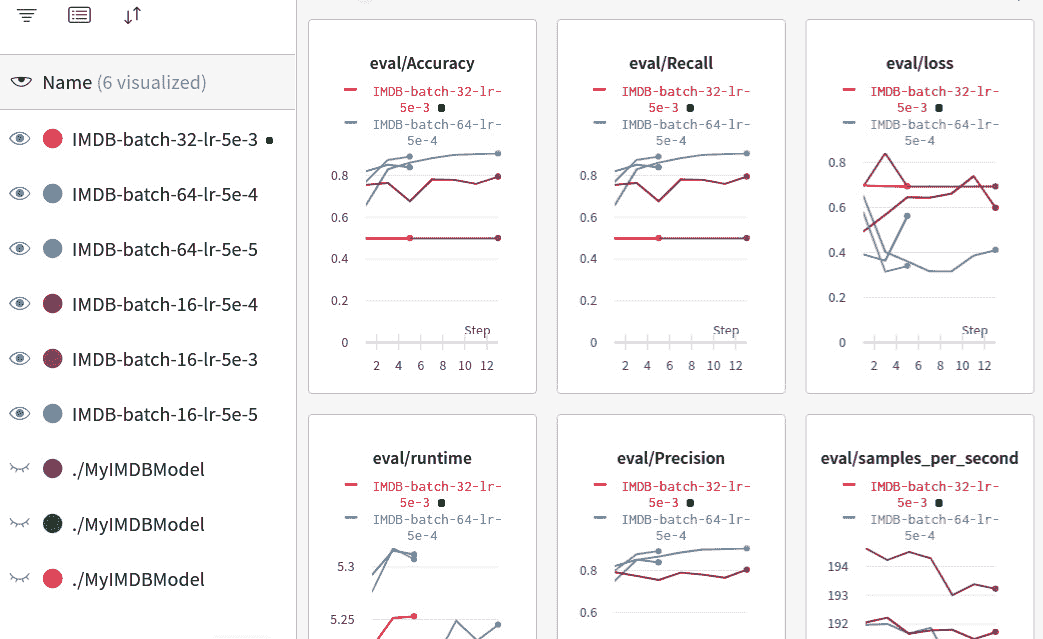 Name (6 visualized)
IMDB-batch-32-lr-5e-3
IMDB-batch-64-lr-5e-4
IMDB-batch-64-lr-5e-5
IMDB-batch-16-lr-5e-4
IMDB-batch-16-lr-5e-3
IMDB-batch-16-lr-5e-5
./MyIMDBModel
./MyIMDBModel
./MyIMDBModel
eval/Accuracy
IMDB-batch-32-lr-
5e-3
IMDB-batch-64-lr-
5e-4
0.8
0.6
0.4
0.2
0
Step
2 4 6 8 10 12
eval/Recall
IMDB-batch-32-lr-
5e-3
IMDB-batch-64-lr-
5e-4
0.8
0.6
0.4
0.2
0
Step
2 4 6 8 10 12
eval/loss
IMDB-batch-32-lr-
5e-3
IMDB-batch-64-lr-
5e-4
0.8
0.6
0.4
0.2
0
Step
2 4 6 8 10 12
eval/runtime
IMDB-batch-32-lr-
5e-3
IMDB-batch-64-lr-
5e-4
5.3
5.25
eval/Precision
IMDB-batch-32-lr-
5e-3
IMDB-batch-64-lr-
5e-4
0.8
0.6
eval/samples_per_second
IMDB-batch-32-lr-
5e-3
IMDB-batch-64-lr-
5e-4
194
193
192